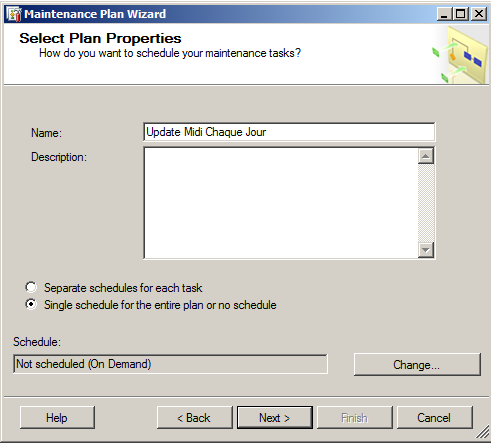 Maintenance Plan Wizard
Select Plan Properties
How do you want to schedule your maintenance tasks?
Name:
Update Midi Chaque Jour
Description:
Separate schedules for each task
Single schedule for the entire plan or no schedule
Schedule:
Not scheduled (On Demand)
Change...
Help
< Back
Next >
Finish
Cancel